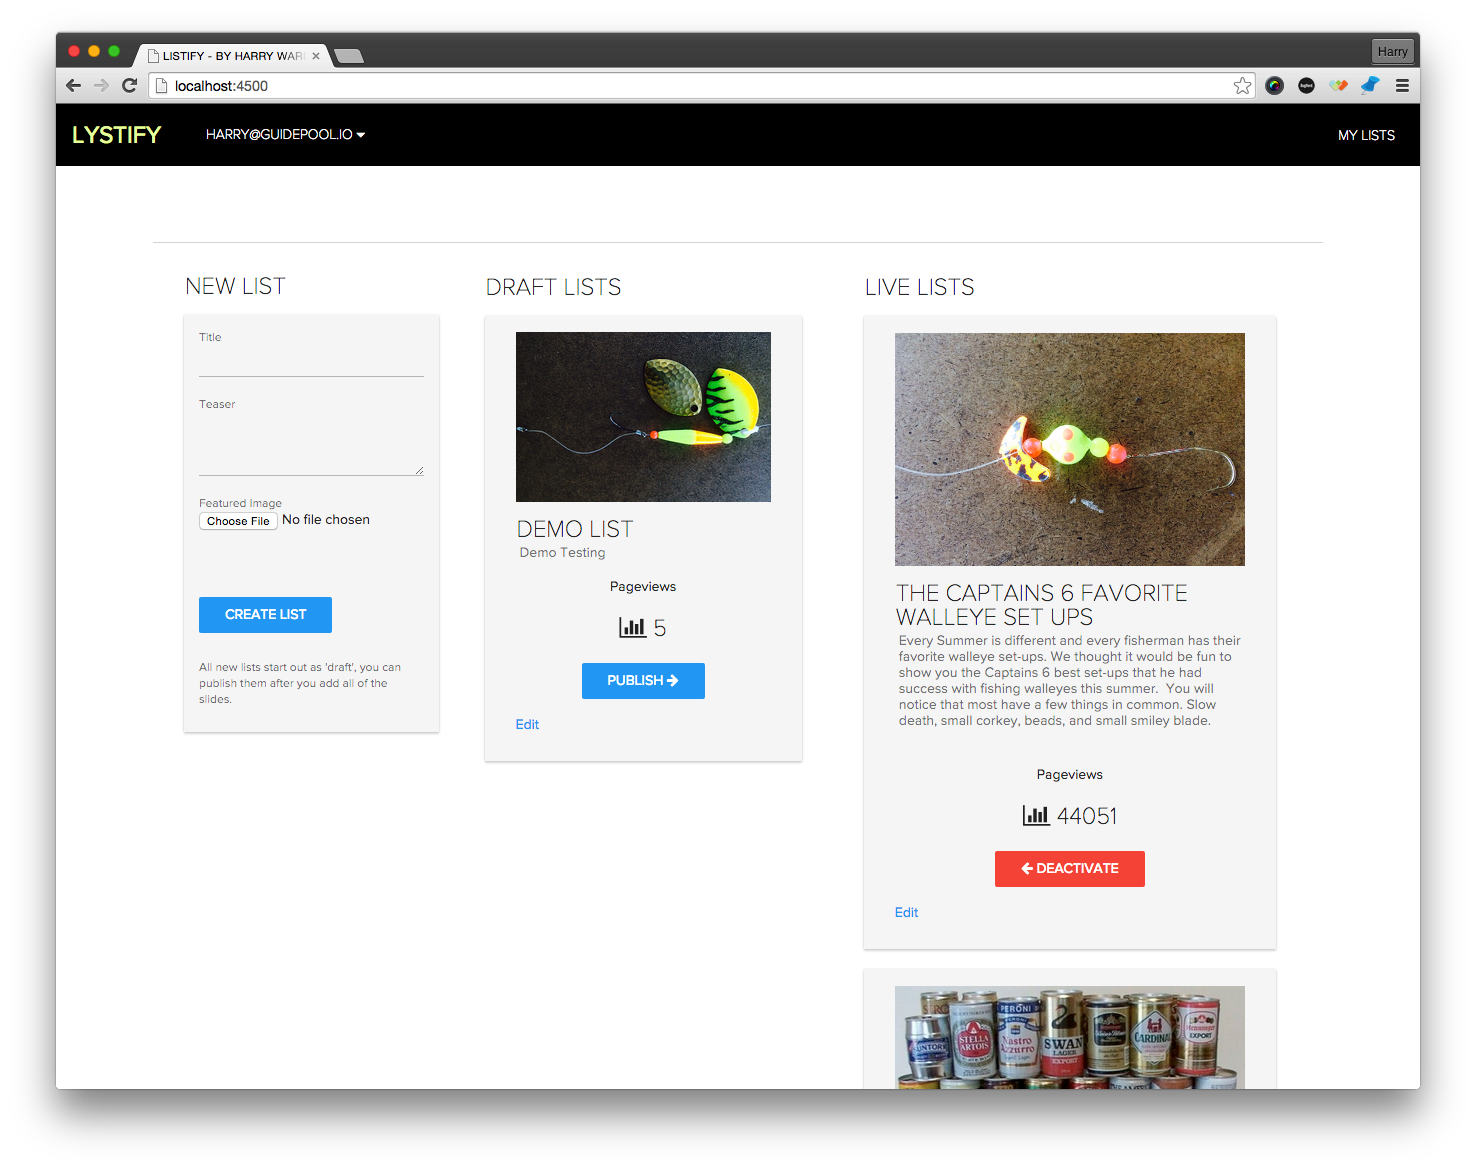 LISTIFY - BY HARRY WAR
Harry
localhost:4500
LYSTIFY
HARRY@GUIDEPOOL.IO
MY LISTS
NEW LIST
Title
Teaser
Featured Image
Choose File No file chosen
CREATE LIST
All new lists start out as 'draft', you can
publish them after you add all of the
slides.
DRAFT LISTS
DEMO LIST
Demo Testing
Pageviews
5
PUBLISH
Edit
LIVE LISTS
THE CAPTAINS 6 FAVORITE
WALLEYE SET UPS
Every Summer is different and every fisherman has their
favorite walleye set-ups. We thought it would be fun to
show you the Captains 6 best set-ups that he had
success with fishing walleyes this summer.  You will
notice that most have a few things in common. Slow
death, small corkey, beads, and small smiley blade.
Pageviews
44051
DEACTIVATE
Edit
SUNTORY
STELLA
ARTOIS
PERONI
Nastro
Azzurro
SWAN
LAGER
EXPORT
CARDINAL
Henninger
EXPORT